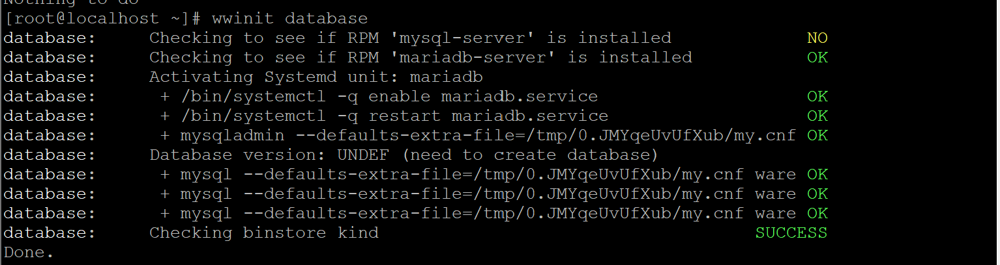 Nothing to do
[root@localhost ~]# wwinit database
database:     Checking to see if RPM 'mysql-server' is installed             NO
database:     Checking to see if RPM 'mariadb-server' is installed           OK
database:     Activating Systemd unit: mariadb
database:      + /bin/systemctl -q enable mariadb.service                    OK
database:      + /bin/systemctl -q restart mariadb.service                   OK
database:      + mysqladmin --defaults-extra-file=/tmp/0.JMYqeUvUfXub/my.cnf OK
database:     Database version: UNDEF (need to create database)
database:      + mysql --defaults-extra-file=/tmp/0.JMYqeUvUfXub/my.cnf ware OK
database:      + mysql --defaults-extra-file=/tmp/0.JMYqeUvUfXub/my.cnf ware OK
database:      + mysql --defaults-extra-file=/tmp/0.JMYqeUvUfXub/my.cnf ware OK
database:     Checking binstore kind                                    SUCCESS
Done.